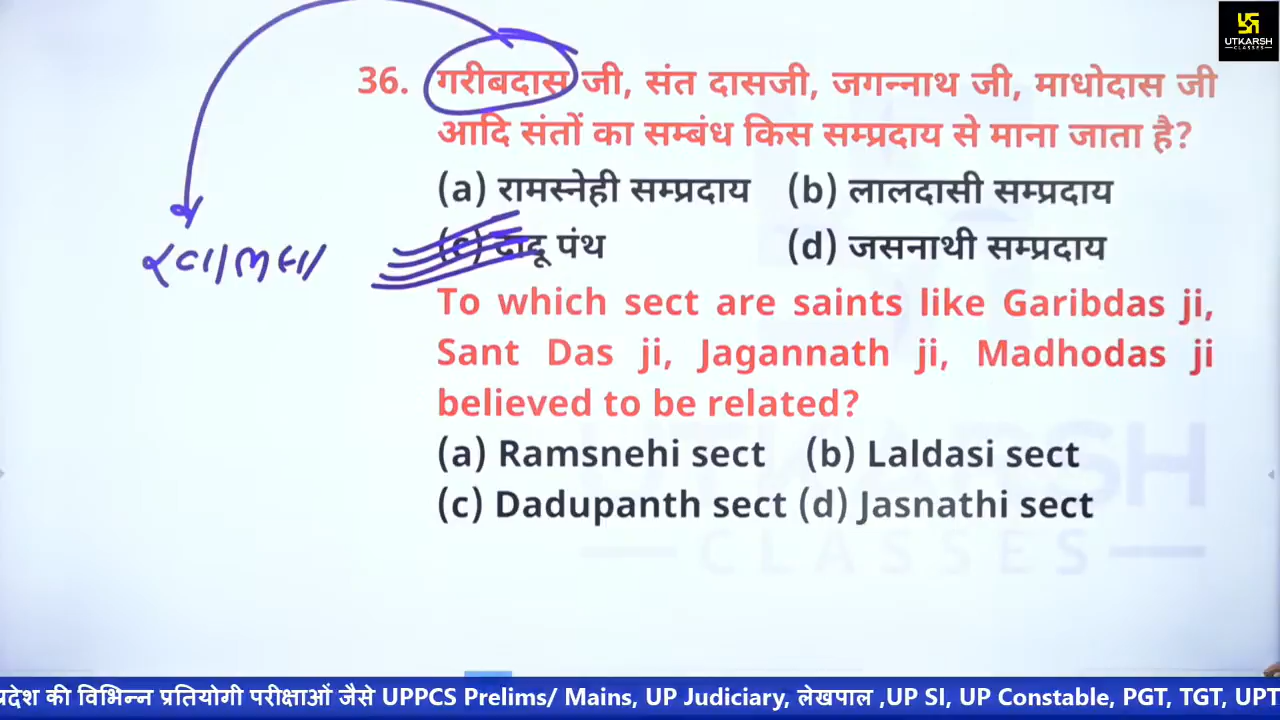 UTKARSH
CLASSES
36. गरीबदास जी, संत दासजी, जगन्नाथ जी, माधोदास जी
आदि संतों का सम्बंध किस सम्प्रदाय से माना जाता है?
(a) रामस्नेही सम्प्रदाय (b) लालदासी सम्प्रदाय
(c) दादू पंथ (d) जसनाथी सम्प्रदाय
To which sect are saints like Garibdas ji,
Sant Das ji, Jagannath ji, Madhodas ji
believed to be related?
(a) Ramsnehi sect (b) Laldasi sect
(c) Dadupanth sect (d) Jasnathi sect
UTKARSH
CLASSES
प्रदेश की विभिन्न प्रतियोगी परीक्षाओं जैसे UPPCS Prelims/ Mains, UP Judiciary, लेखपाल ,UP SI, UP Constable, PGT, TGT, UPT